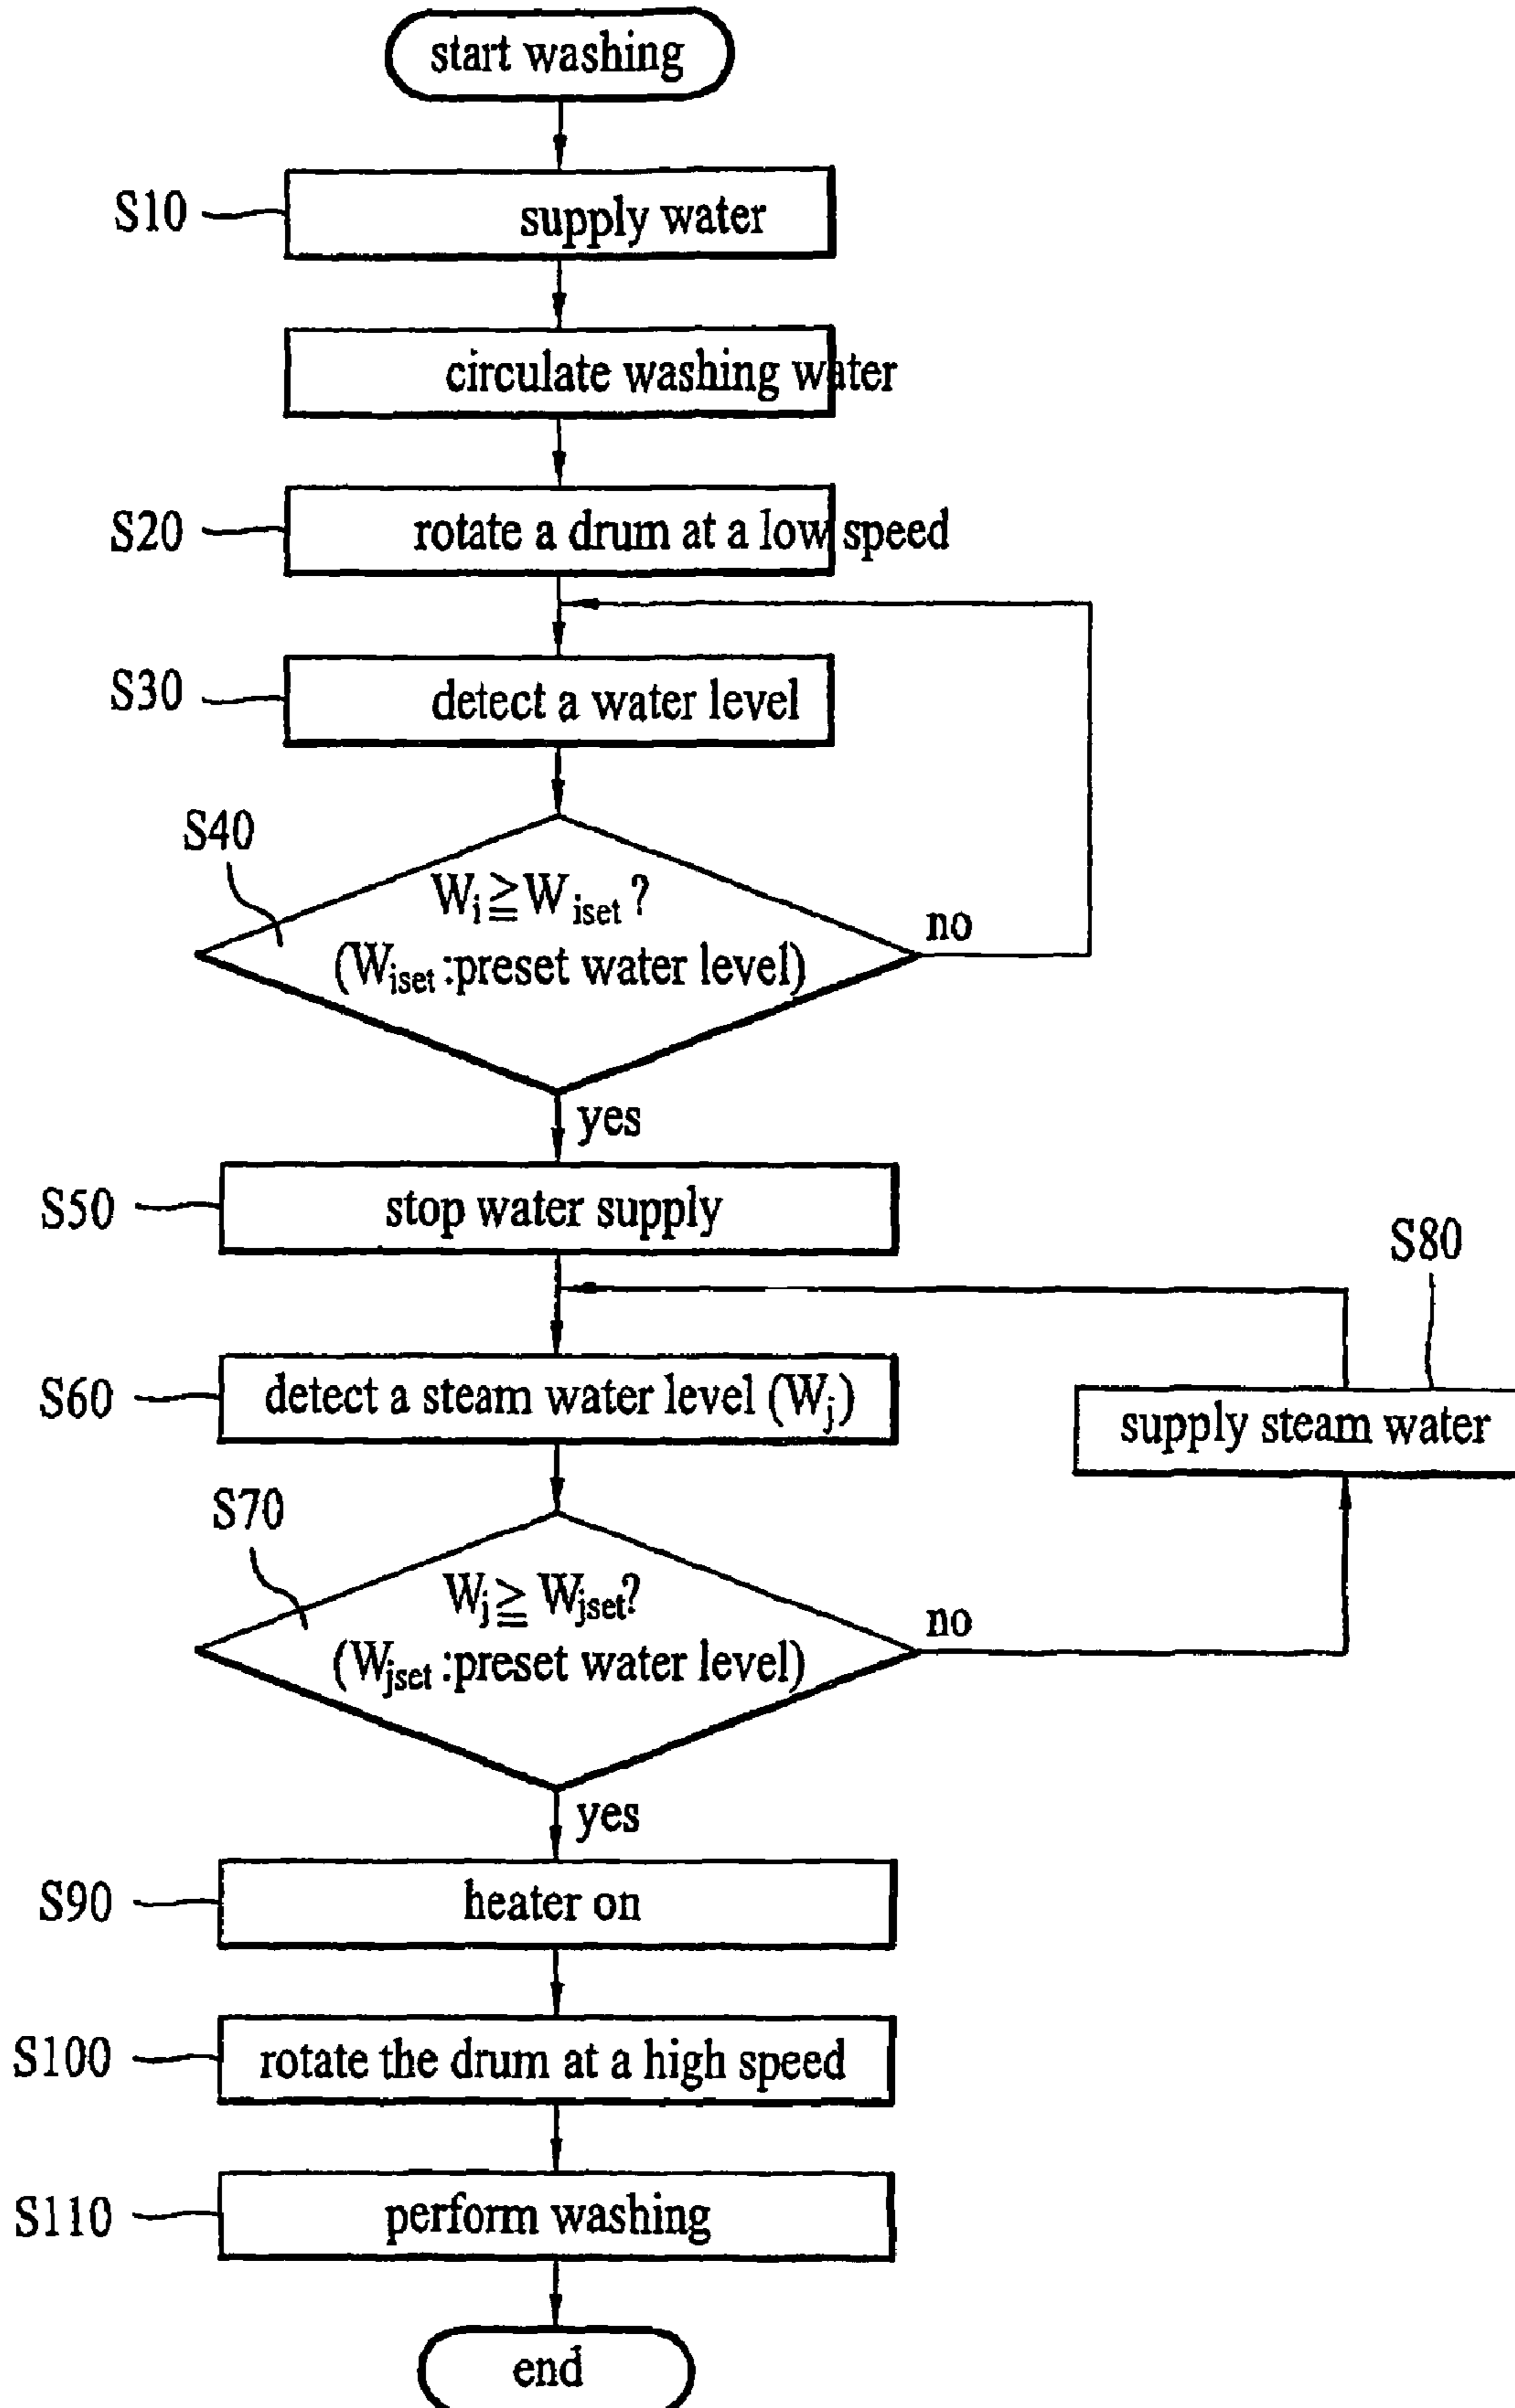 start washing
S10
supply water
circulate washing water
S20
rotate a drum at a low speed
S30
detect a water level
S40
Wi≧Wiset?
(Wiset:preset water level)
no
yes
S50
stop water supply
S80
S60
detect a steam water level (Wj)
supply steam water
S70
Wj≧Wjset?
(Wjset:preset water level)
no
yes
S90
heater on
S100
rotate the drum at a high speed
S110
perform washing
end